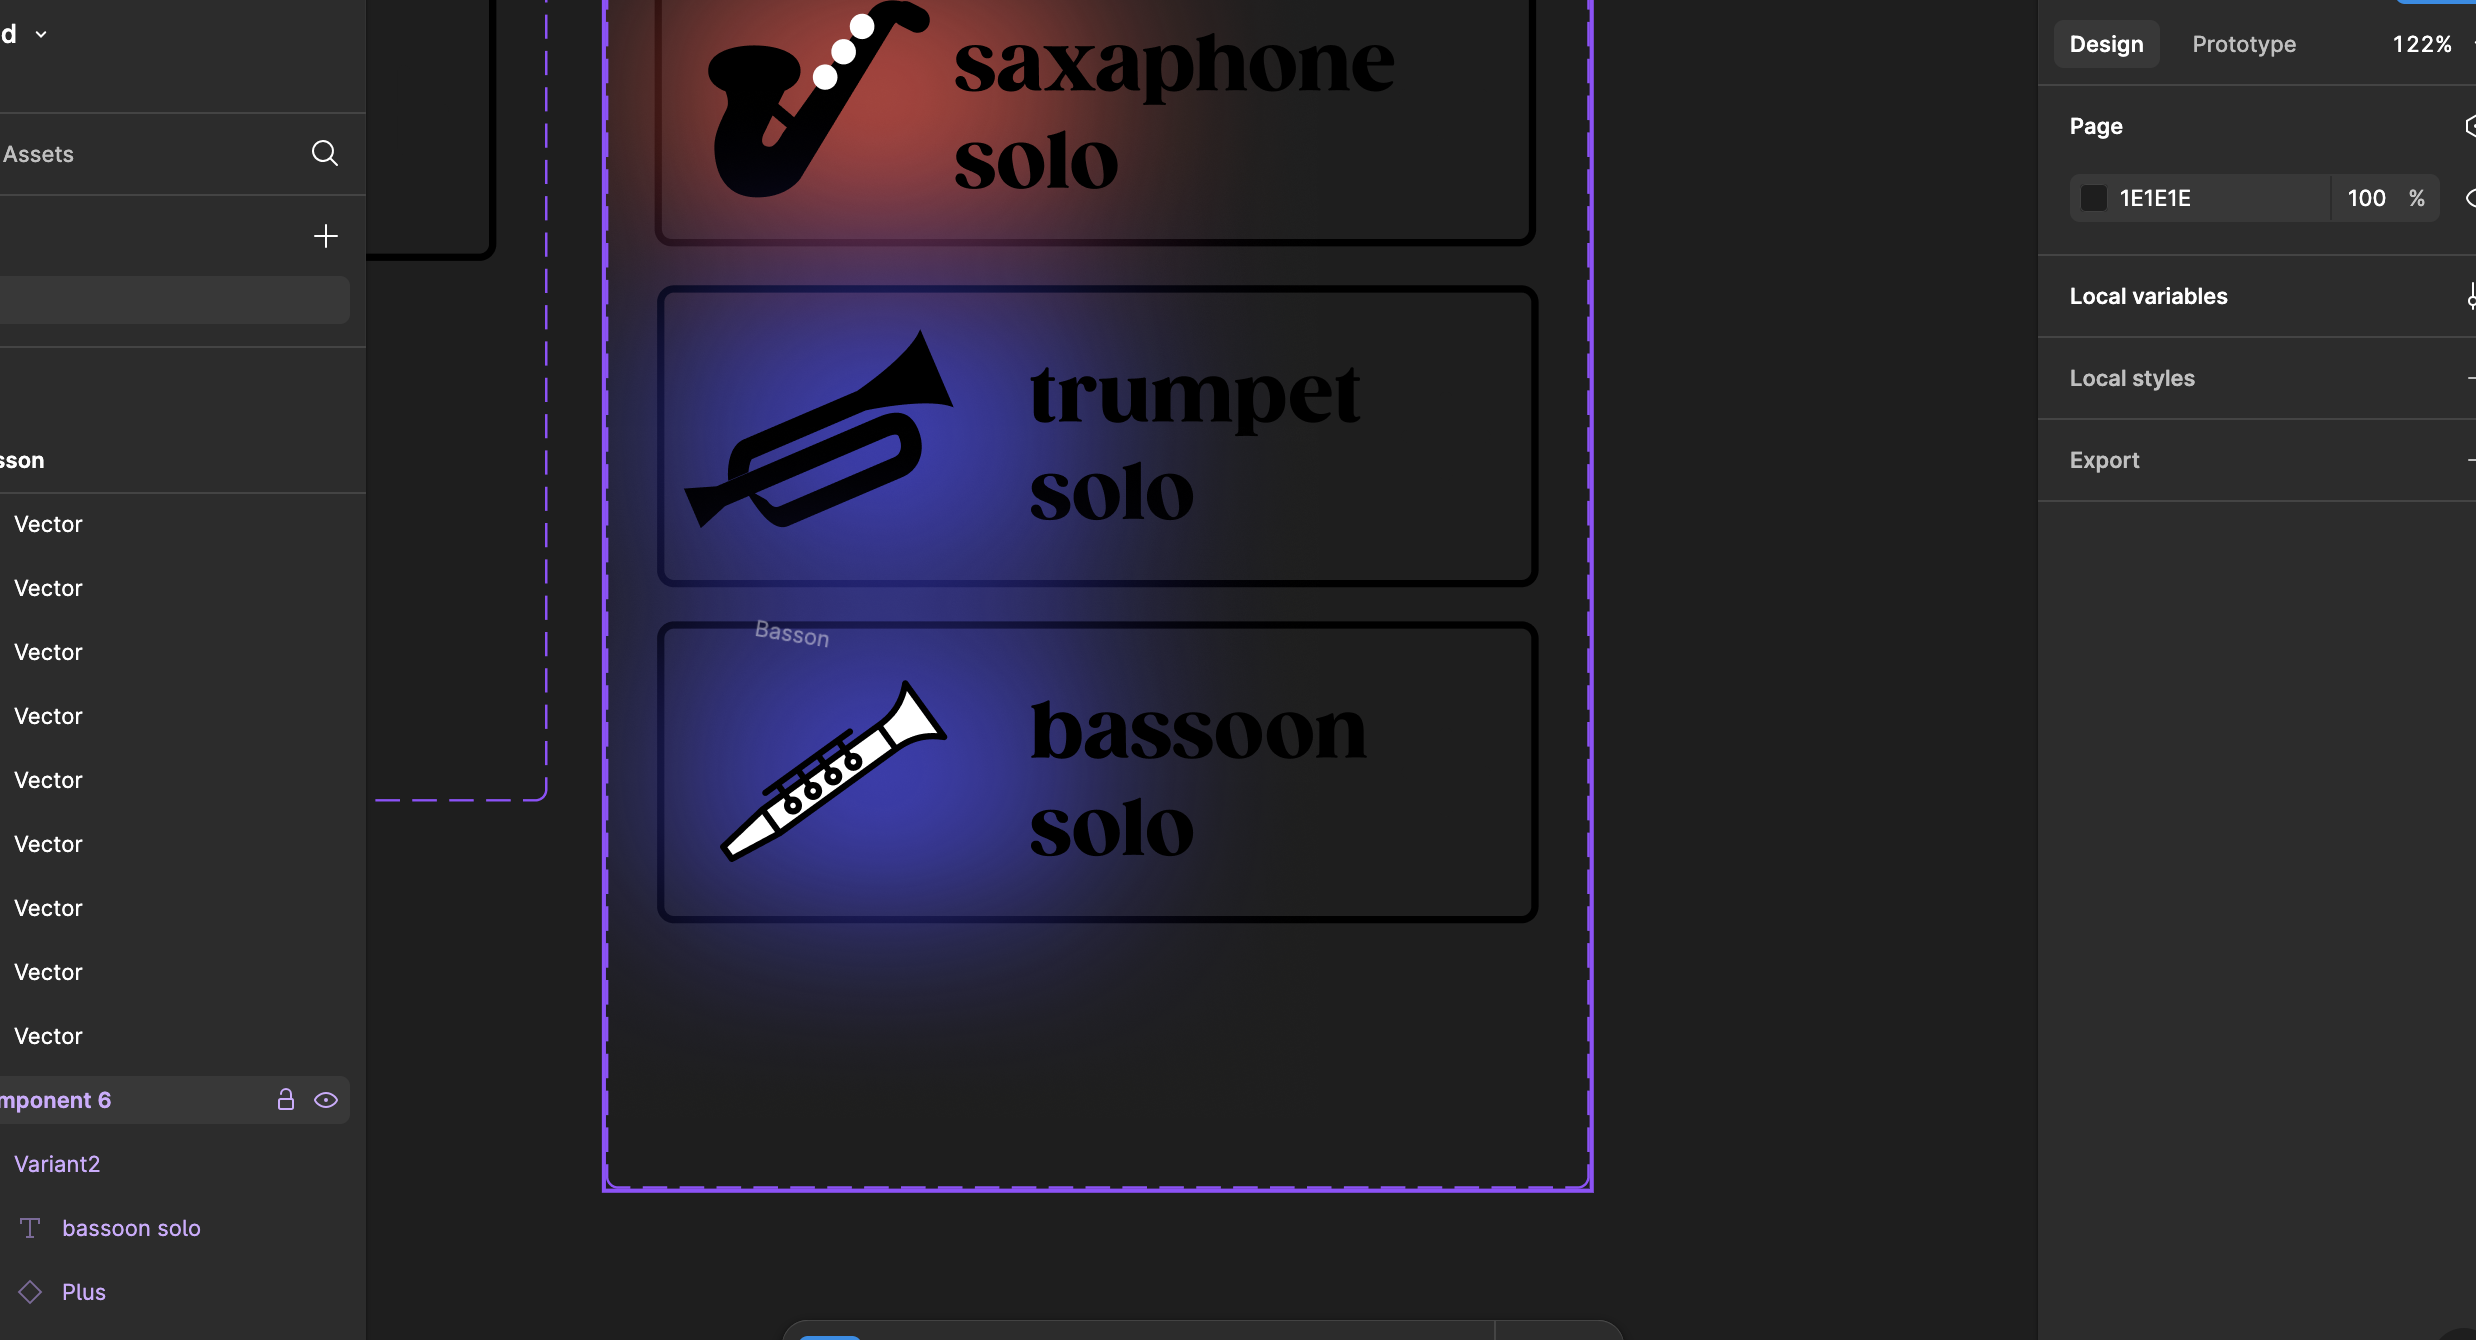 d
Assets
sson
Vector
Vector
Vector
Vector
Vector
Vector
Vector
Vector
Vector
mponent 6
Variant2
bassoon solo
Plus
saxaphone
solo
trumpet
solo
Basson
bassoon
solo
Design Prototype 122%
Page
1E1E1E 100 %
Local variables
Local styles
Export